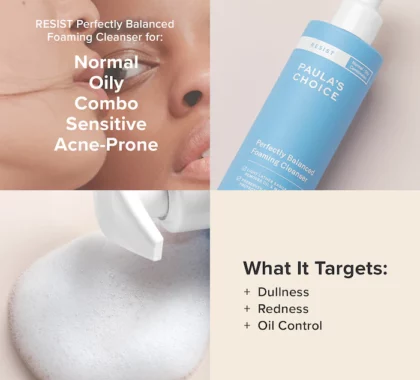 RESIST Perfectly Balanced
Foaming Cleanser for:
Normal
Oily
Combo
Sensitive
Acne-Prone
RESIST
PAULA'S
CHOICE
Perfectly Balanced
Foaming Cleanser
What It Targets:
+ Dullness
+ Redness
+ Oil Control